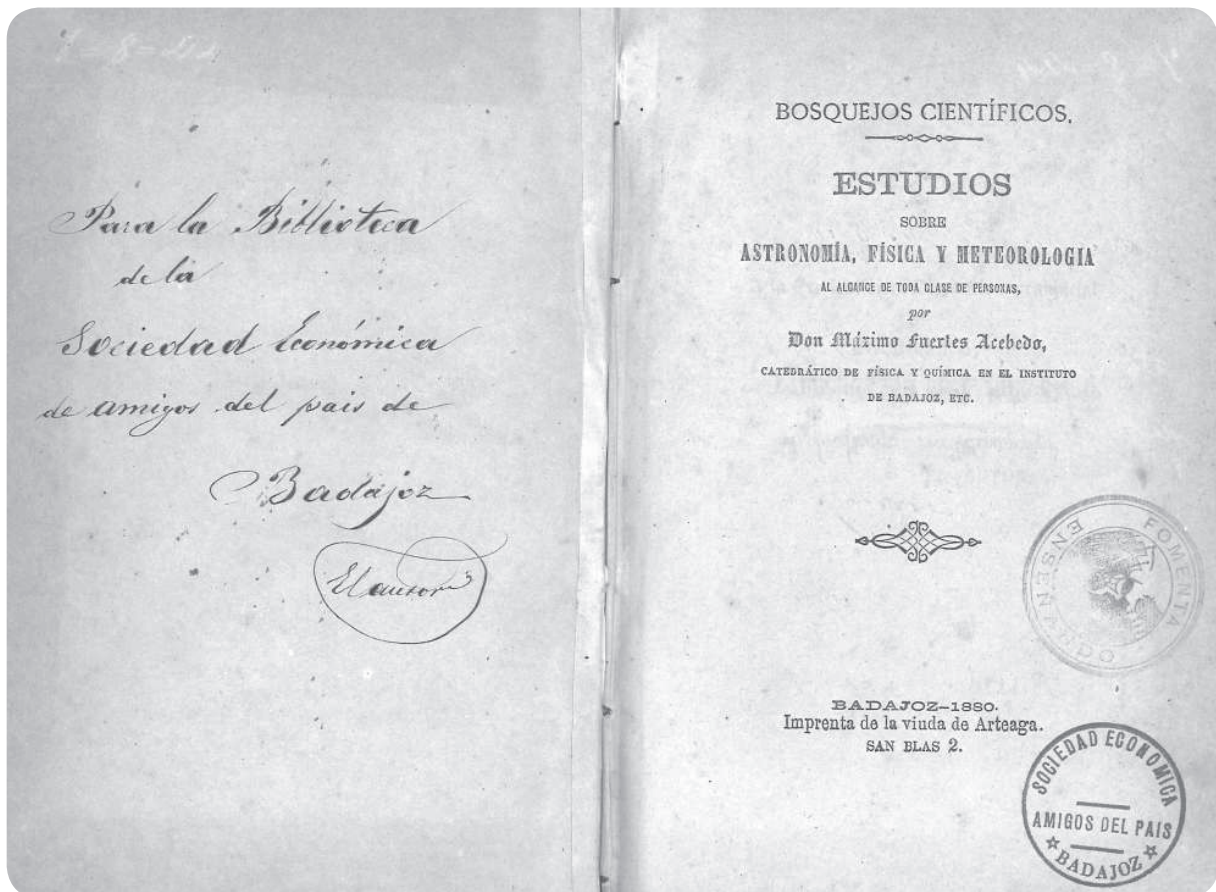 Para la Biblioteca
de la
Sociedad Económica
de amigos del pais de
Badajoz
El autor
BOSQUEJOS CIENTÍFICOS.
ESTUDIOS
SOBRE
ASTRONOMÍA, FÍSICA Y METEOROLOGIA
AL ALCANCE DE TODA CLASE DE PERSONAS,
por
Don Máximo Fuertes Acebedo,
CATEDRÁTICO DE FÍSICA Y QUÍMICA EN EL INSTITUTO
DE BADAJOZ, ETC.
FOMENTA
ENSEÑANDO
BADAJOZ-1880.
Imprenta de la viuda de Arteaga.
SAN BLAS 2.
SOCIEDAD ECONOMICA
AMIGOS DEL PAIS
BADAJOZ